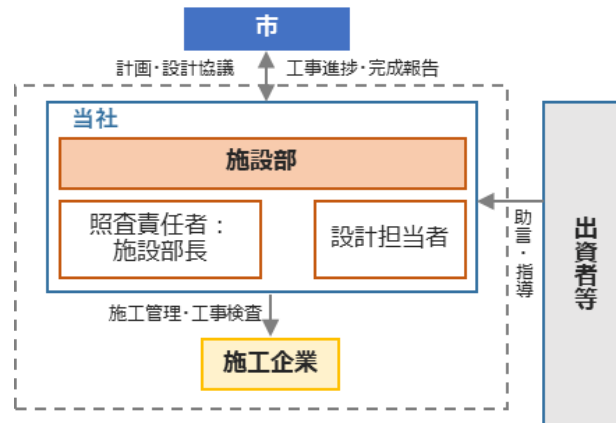 市
計画・設計協議
工事進捗・完成報告
当社
施設部
照査責任者：
施設部長
設計担当者
助言・指導
出資者等
施工管理・工事検査
施工企業